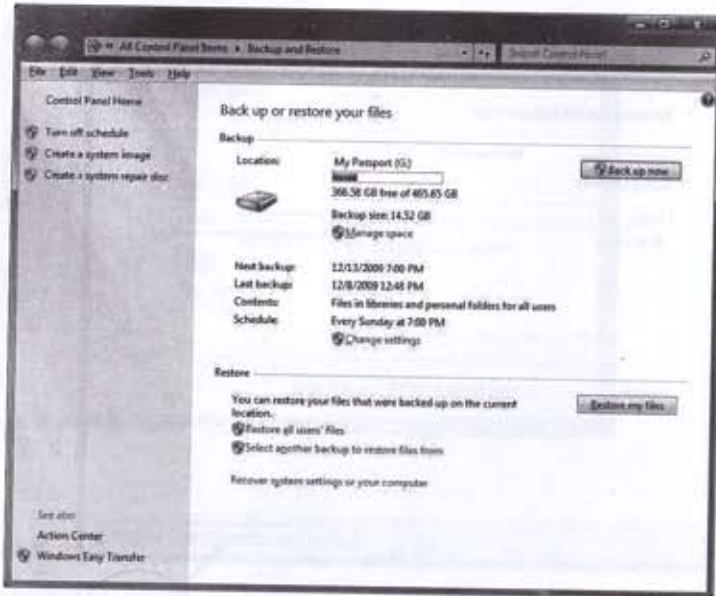 All Control Panel Items ▸ Backup and Restore
Search Control Panel
File Edit View Tools Help
Control Panel Home
Turn off schedule
Create a system image
Create a system repair disc
See also
Action Center
Windows Easy Transfer
Back up or restore your files
Backup
Location: My Passport (G:)
366.58 GB free of 465.65 GB
Backup size: 14.52 GB
Manage space
Back up now
Next backup: 12/13/2009 7:00 PM
Last backup: 12/8/2009 12:48 PM
Contents: Files in libraries and personal folders for all users
Schedule: Every Sunday at 7:00 PM
Change settings
Restore
You can restore your files that were backed up on the current
location.
Restore my files
Restore all users' files
Select another backup to restore files from
Recover system settings or your computer